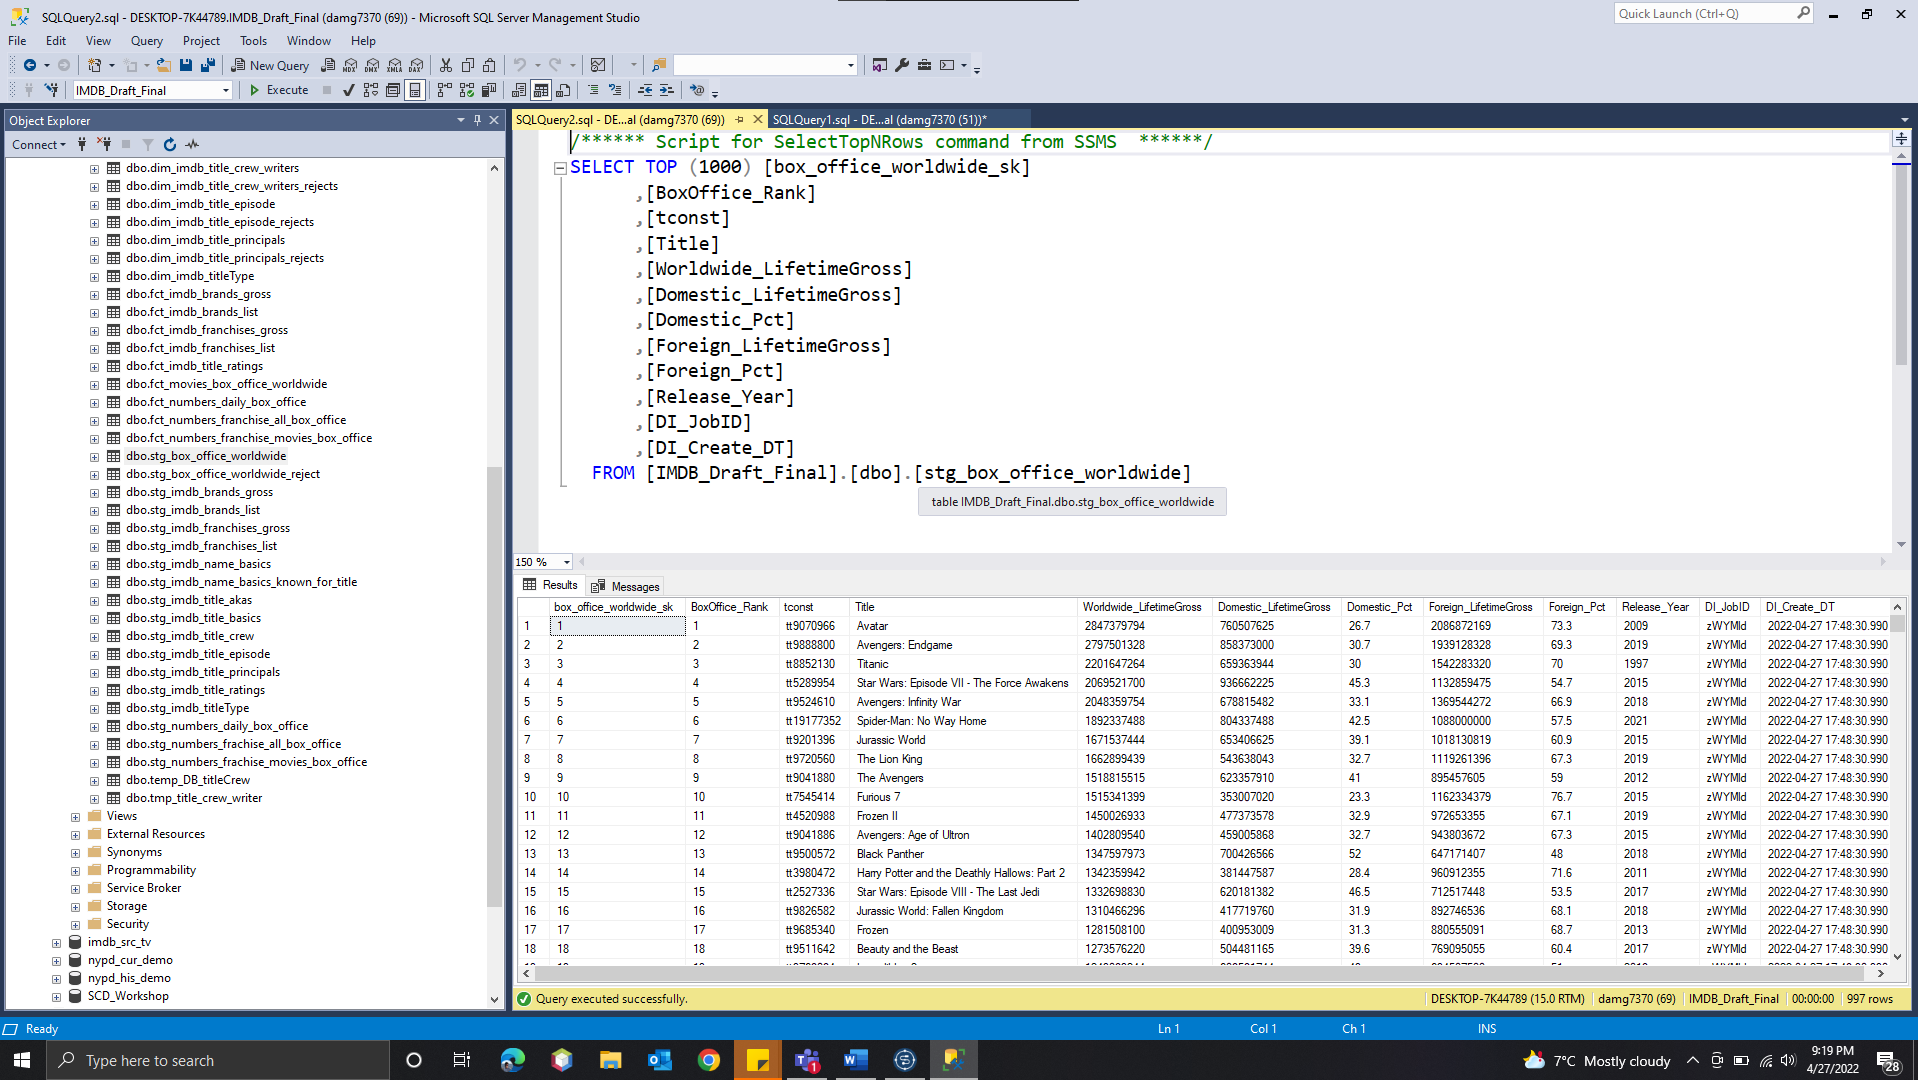 SQLQuery2.sql - DESKTOP-7K44789.IMDB_Draft_Final (damg7370 (69)) - Microsoft SQL Server Management Studio
Quick Launch (Ctrl+Q)
File Edit View Query Project Tools Window Help
New Query MDX DMX XMLA DAX
IMDB_Draft_Final Execute
Object Explorer
Connect
dbo.dim_imdb_title_crew_writers
dbo.dim_imdb_title_crew_writers_rejects
dbo.dim_imdb_title_episode
dbo.dim_imdb_title_episode_rejects
dbo.dim_imdb_title_principals
dbo.dim_imdb_title_principals_rejects
dbo.dim_imdb_titleType
dbo.fct_imdb_brands_gross
dbo.fct_imdb_brands_list
dbo.fct_imdb_franchises_gross
dbo.fct_imdb_franchises_list
dbo.fct_imdb_title_ratings
dbo.fct_movies_box_office_worldwide
dbo.fct_numbers_daily_box_office
dbo.fct_numbers_franchise_all_box_office
dbo.fct_numbers_franchise_movies_box_office
dbo.stg_box_office_worldwide
dbo.stg_box_office_worldwide_reject
dbo.stg_imdb_brands_gross
dbo.stg_imdb_brands_list
dbo.stg_imdb_franchises_gross
dbo.stg_imdb_franchises_list
dbo.stg_imdb_name_basics
dbo.stg_imdb_name_basics_known_for_title
dbo.stg_imdb_title_akas
dbo.stg_imdb_title_basics
dbo.stg_imdb_title_crew
dbo.stg_imdb_title_episode
dbo.stg_imdb_title_principals
dbo.stg_imdb_title_ratings
dbo.stg_imdb_titleType
dbo.stg_numbers_daily_box_office
dbo.stg_numbers_frachise_all_box_office
dbo.stg_numbers_frachise_movies_box_office
dbo.temp_DB_titleCrew
dbo.tmp_title_crew_writer
Views
External Resources
Synonyms
Programmability
Service Broker
Storage
Security
imdb_src_tv
nypd_cur_demo
nypd_his_demo
SCD_Workshop
SQLQuery2.sql - DE...al (damg7370 (69)) SQLQuery1.sql - DE...al (damg7370 (51))*
/****** Script for SelectTopNRows command from SSMS ******/
SELECT TOP (1000) [box_office_worldwide_sk]
,[BoxOffice_Rank]
,[tconst]
,[Title]
,[Worldwide_LifetimeGross]
,[Domestic_LifetimeGross]
,[Domestic_Pct]
,[Foreign_LifetimeGross]
,[Foreign_Pct]
,[Release_Year]
,[DI_JobID]
,[DI_Create_DT]
FROM [IMDB_Draft_Final].[dbo].[stg_box_office_worldwide]
table IMDB_Draft_Final.dbo.stg_box_office_worldwide
150 %
Results Messages
box_office_worldwide_sk BoxOffice_Rank tconst Title Worldwide_LifetimeGross Domestic_LifetimeGross Domestic_Pct Foreign_LifetimeGross Foreign_Pct Release_Year DI_JobID DI_Create_DT
1 1 1 tt9070966 Avatar 2847379794 760507625 26.7 2086872169 73.3 2009 zWYMld 2022-04-27 17:48:30.990
2 2 2 tt9888800 Avengers: Endgame 2797501328 858373000 30.7 1939128328 69.3 2019 zWYMld 2022-04-27 17:48:30.990
3 3 3 tt8852130 Titanic 2201647264 659363944 30 1542283320 70 1997 zWYMld 2022-04-27 17:48:30.990
4 4 4 tt5289954 Star Wars: Episode VII - The Force Awakens 2069521700 936662225 45.3 1132859475 54.7 2015 zWYMld 2022-04-27 17:48:30.990
5 5 5 tt9524610 Avengers: Infinity War 2048359754 678815482 33.1 1369544272 66.9 2018 zWYMld 2022-04-27 17:48:30.990
6 6 6 tt19177352 Spider-Man: No Way Home 1892337488 804337488 42.5 1088000000 57.5 2021 zWYMld 2022-04-27 17:48:30.990
7 7 7 tt9201396 Jurassic World 1671537444 653406625 39.1 1018130819 60.9 2015 zWYMld 2022-04-27 17:48:30.990
8 8 8 tt9720560 The Lion King 1662899439 543638043 32.7 1119261396 67.3 2019 zWYMld 2022-04-27 17:48:30.990
9 9 9 tt9041880 The Avengers 1518815515 623357910 41 895457605 59 2012 zWYMld 2022-04-27 17:48:30.990
10 10 10 tt7545414 Furious 7 1515341399 353007020 23.3 1162334379 76.7 2015 zWYMld 2022-04-27 17:48:30.990
11 11 11 tt4520988 Frozen II 1450026933 477373578 32.9 972653355 67.1 2019 zWYMld 2022-04-27 17:48:30.990
12 12 12 tt9041886 Avengers: Age of Ultron 1402809540 459005868 32.7 943803672 67.3 2015 zWYMld 2022-04-27 17:48:30.990
13 13 13 tt9500572 Black Panther 1347597973 700426566 52 647171407 48 2018 zWYMld 2022-04-27 17:48:30.990
14 14 14 tt3980472 Harry Potter and the Deathly Hallows: Part 2 1342359942 381447587 28.4 960912355 71.6 2011 zWYMld 2022-04-27 17:48:30.990
15 15 15 tt2527336 Star Wars: Episode VIII - The Last Jedi 1332698830 620181382 46.5 712517448 53.5 2017 zWYMld 2022-04-27 17:48:30.990
16 16 16 tt9826582 Jurassic World: Fallen Kingdom 1310466296 417719760 31.9 892746536 68.1 2018 zWYMld 2022-04-27 17:48:30.990
17 17 17 tt9685340 Frozen 1281508100 400953009 31.3 880555091 68.7 2013 zWYMld 2022-04-27 17:48:30.990
18 18 18 tt9511642 Beauty and the Beast 1273576220 504481165 39.6 769095055 60.4 2017 zWYMld 2022-04-27 17:48:30.990
Query executed successfully. DESKTOP-7K44789 (15.0 RTM) damg7370 (69) IMDB_Draft_Final 00:00:00 997 rows
Ready Ln 1 Col 1 Ch 1 INS
Type here to search
1
7°C Mostly cloudy
9:19 PM
4/27/2022
28